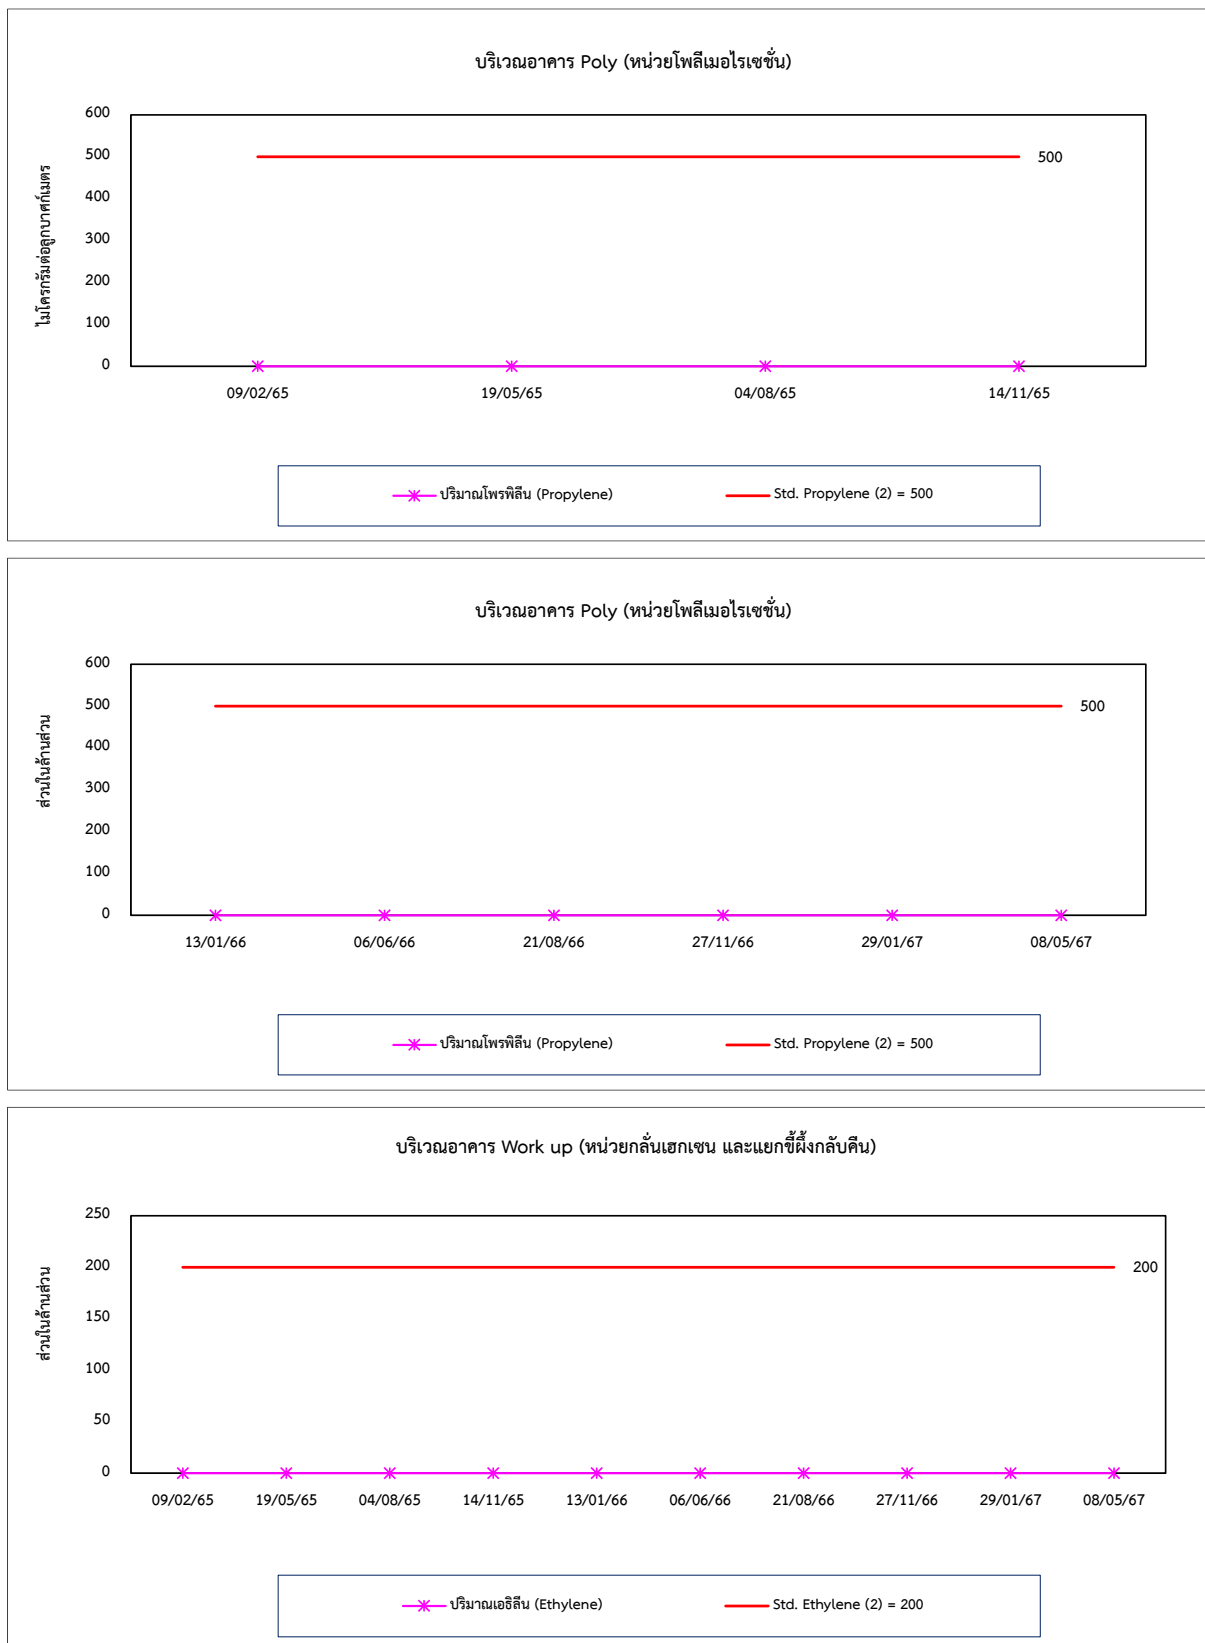 บริเวณอาคาร Poly (หน่วยโพลีเมอไรเซชั่น)
ไมโครกรัมต่อลูกบาศก์เมตร
600
500
400
300
200
100
0
500
09/02/65 19/05/65 04/08/65 14/11/65
ปริมาณโพรพิลีน (Propylene) Std. Propylene (2) = 500
บริเวณอาคาร Poly (หน่วยโพลีเมอไรเซชั่น)
ส่วนในล้านส่วน
600
500
400
300
200
100
0
500
13/01/66 06/06/66 21/08/66 27/11/66 29/01/67 08/05/67
ปริมาณโพรพิลีน (Propylene) Std. Propylene (2) = 500
บริเวณอาคาร Work up (หน่วยกลั่นเฮกเซน และแยกขี้ผึ้งกลับคืน)
ส่วนในล้านส่วน
250
200
150
100
50
0
200
09/02/65 19/05/65 04/08/65 14/11/65 13/01/66 06/06/66 21/08/66 27/11/66 29/01/67 08/05/67
ปริมาณเอธิลีน (Ethylene) Std. Ethylene (2) = 200